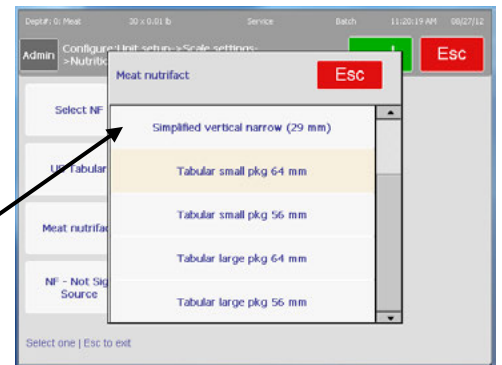 Dept#: 0: Meat 30 x 0.01 lb Service Batch 11:20:19 AM 08/27/12
Admin
Configure:Unit setup->Scale settings-
>Nutritio
Esc
Meat nutrifact
Esc
Select NF
Simplified vertical narrow (29 mm)
US Tabular
Tabular small pkg 64 mm
Meat nutrifac
Tabular small pkg 56 mm
Tabular large pkg 64 mm
NF - Not Sig
Source
Tabular large pkg 56 mm
Select one | Esc to exit